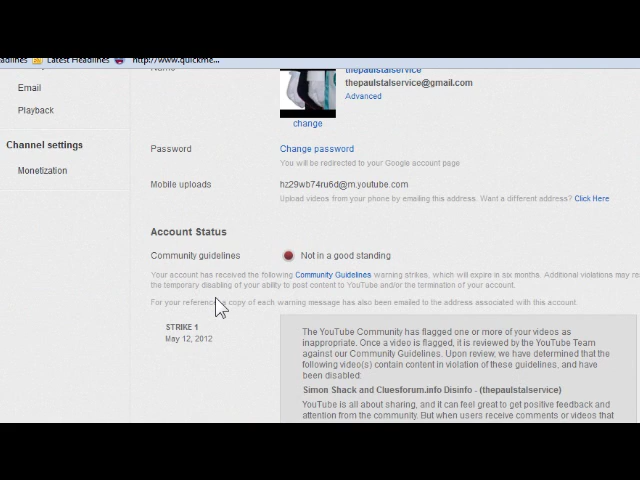 Latest Headlines http://www.quickme...
thepaulstalservice
Email thepaulstalservice@gmail.com
Advanced
Playback
change
Channel settings
Password Change password
You will be redirected to your Google account page
Monetization
Mobile uploads hz29wb74ru6d@m.youtube.com
Upload videos from your phone by emailing this address. Want a different address? Click Here
Account Status
Community guidelines Not in a good standing
Your account has received the following Community Guidelines warning strikes, which will expire in six months. Additional violations may re
the temporary disabling of your ability to post content to YouTube and/or the termination of your account.
For your reference a copy of each warning message has also been emailed to the address associated with this account.
STRIKE 1
May 12, 2012
The YouTube Community has flagged one or more of your videos as
inappropriate. Once a video is flagged, it is reviewed by the YouTube Team
against our Community Guidelines. Upon review, we have determined that the
following video(s) contain content in violation of these guidelines, and have
been disabled:
Simon Shack and Cluesforum.info Disinfo - (thepaulstalservice)
YouTube is all about sharing, and it can feel great to get positive feedback and
attention from the community. But when users receive comments or videos that